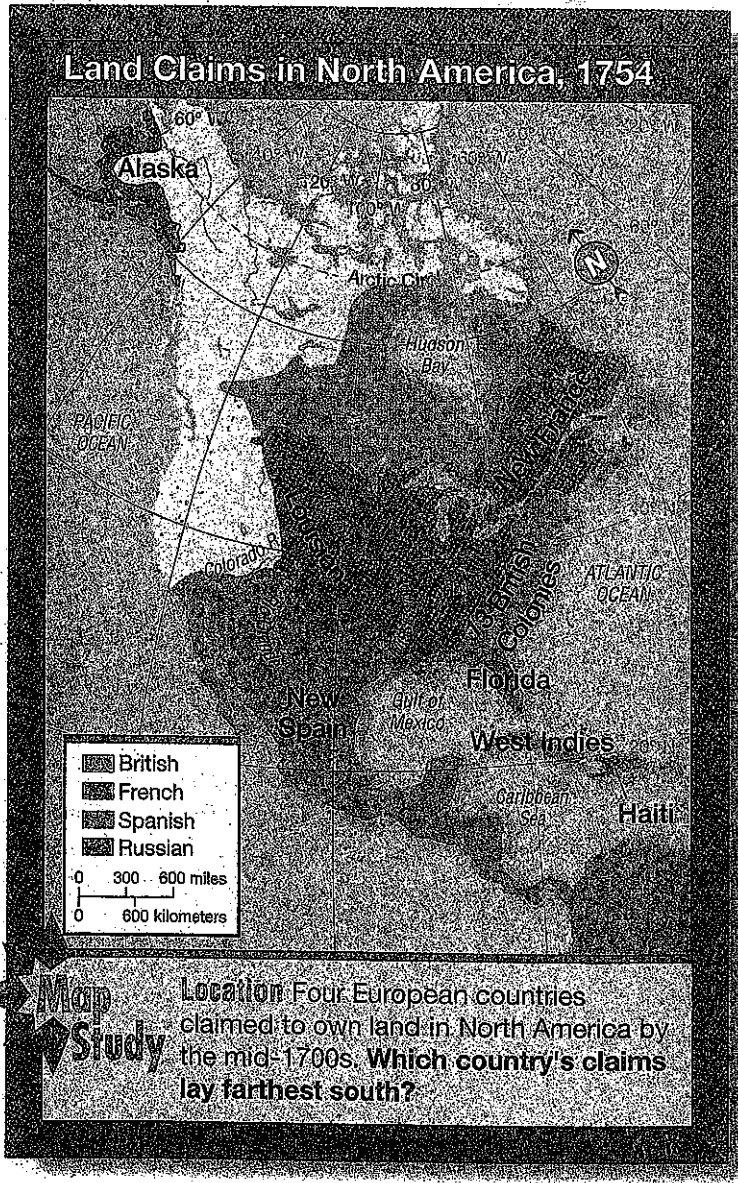 Land Claims in North America, 1754
60° W
Alaska
Arctic Cir
N
Hudson
Bay
PACIFIC
OCEAN
New France
Colorado R.
13 British
Colonies
ATLANTIC
OCEAN
Florida
New
Spain
Gulf of
Mexico
West Indies
Caribbean
Sea
Haiti
British
French
Spanish
Russian
0 300 600 miles
0 600 kilometers
Map
Study
Location Four European countries
claimed to own land in North America by
the mid-1700s. Which country's claims
lay farthest south?